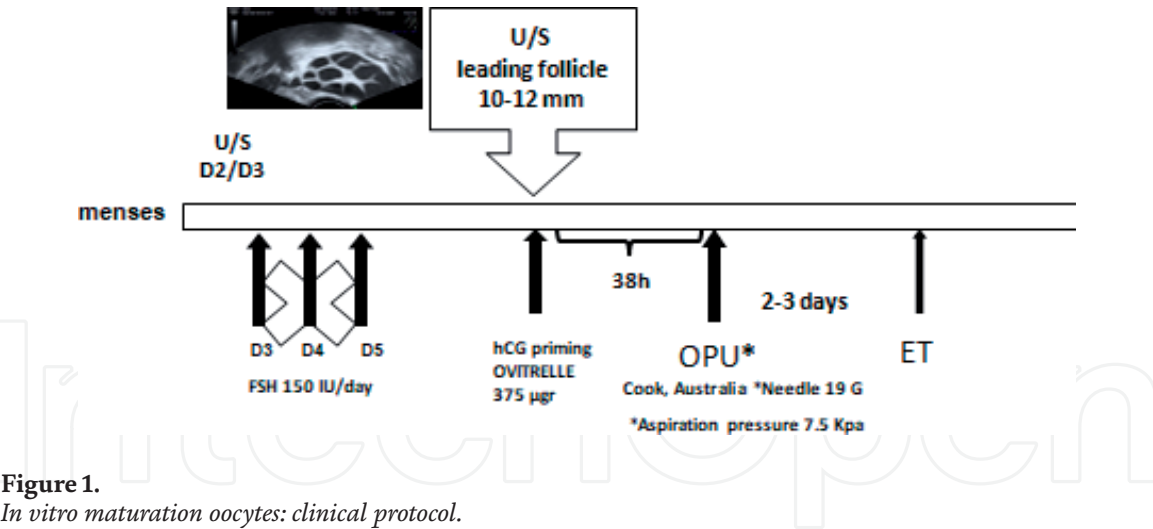 U/S
leading follicle
10-12 mm
U/S
D2/D3
menses
38h
2-3 days
D3 D4 D5
FSH 150 IU/day
hCG priming
OVITRELLE
375 µgr
OPU*
ET
Cook, Australia *Needle 19 G
*Aspiration pressure 7.5 Kpa
IntechOpen
Figure 1.
In vitro maturation oocytes: clinical protocol.